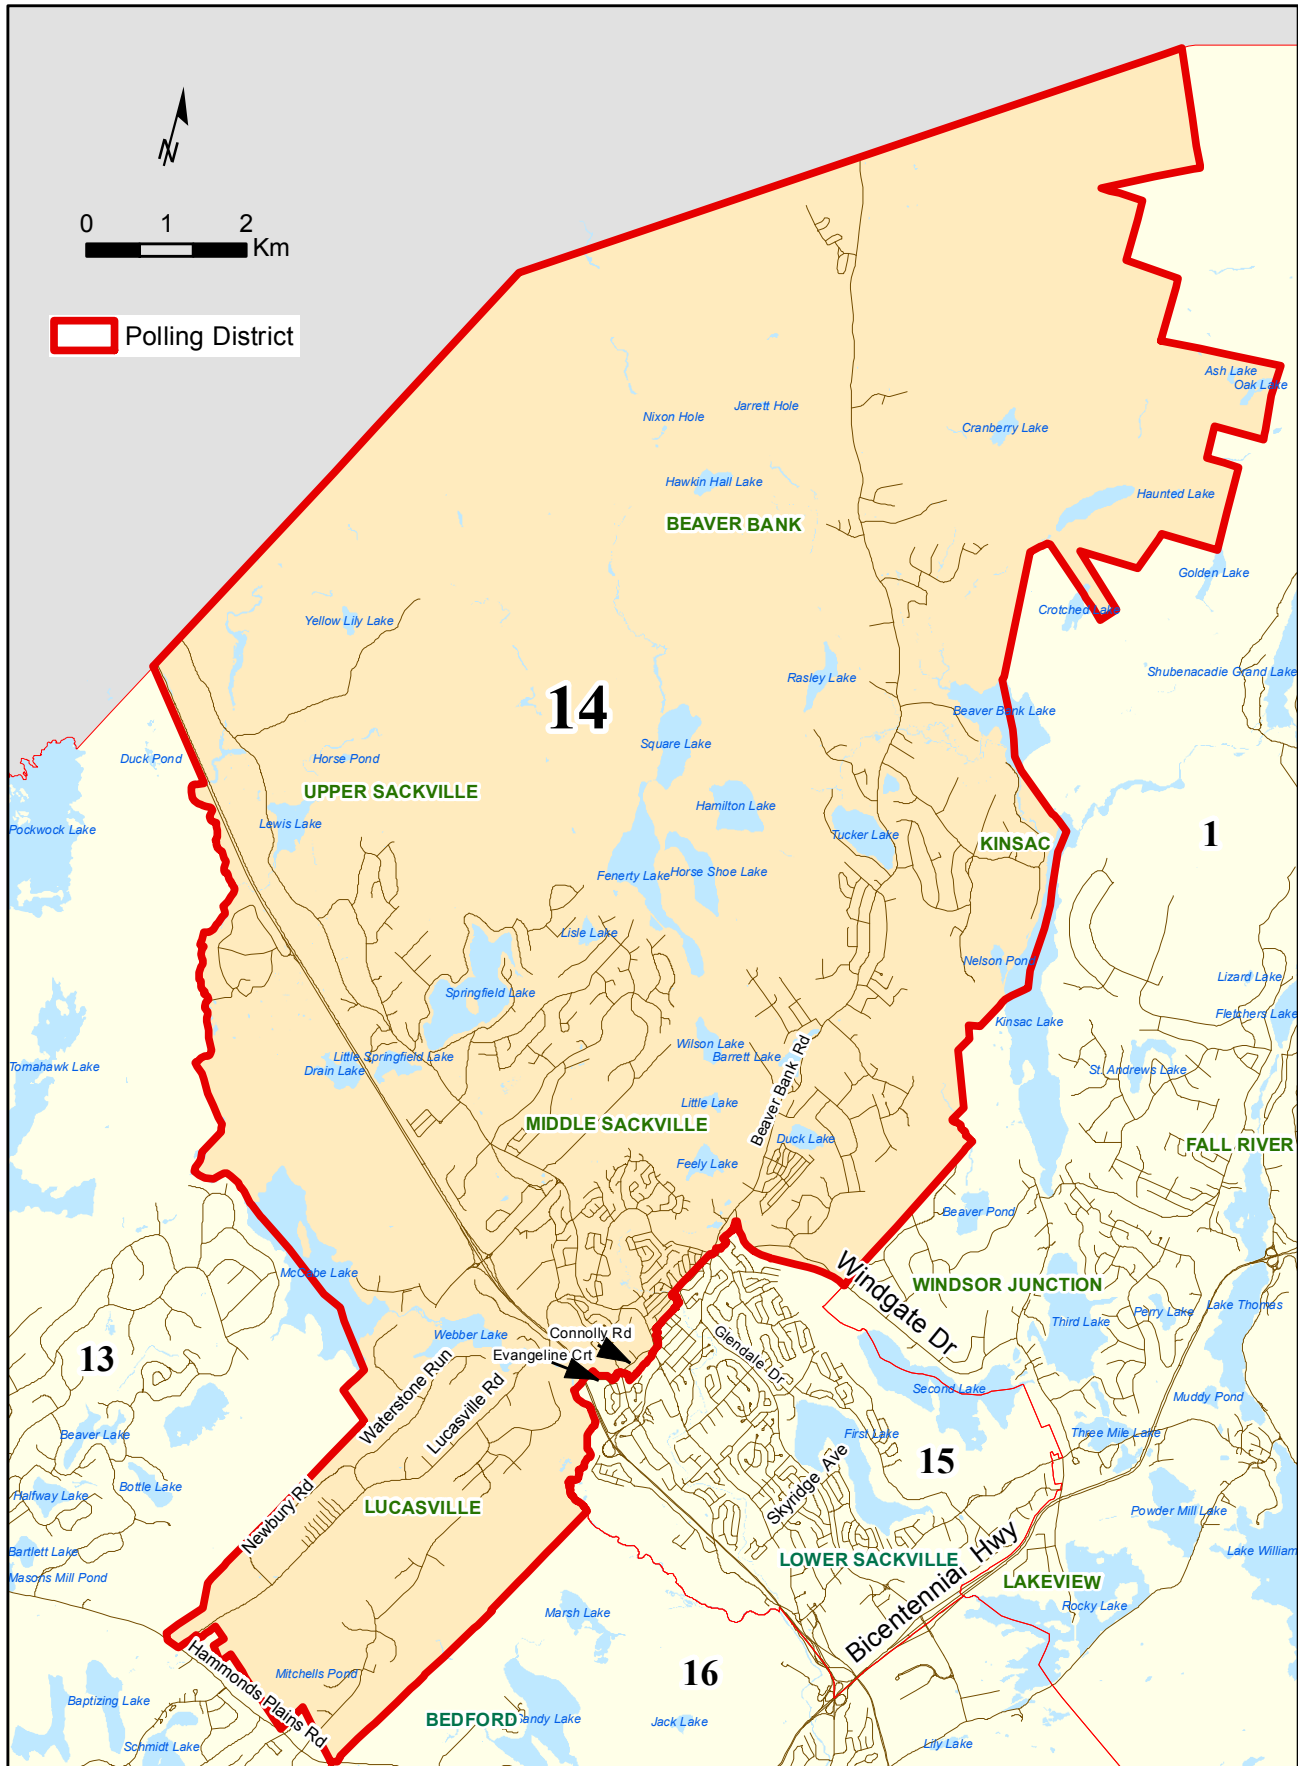 N
0 1 2
Km
Polling District
Ash Lake
Oak Lake
Jarrett Hole
Nixon Hole
Cranberry Lake
Hawkin Hall Lake
Haunted Lake
BEAVER BANK
Golden Lake
Crotched Lake
Yellow Lily Lake
Shubenacadie Grand Lake
Rasley Lake
14
Beaver Bank Lake
Square Lake
Duck Pond
Horse Pond
UPPER SACKVILLE
Hamilton Lake
Lewis Lake
Pockwock Lake
Tucker Lake
1
KINSAC
Fenerty Lake
Horse Shoe Lake
Lisle Lake
Nelson Pond
Lizard Lake
Springfield Lake
Fletchers Lake
Kinsac Lake
Wilson Lake
Barrett Lake
Beaver Bank Rd
Little Springfield Lake
Drain Lake
Tomahawk Lake
St. Andrews Lake
Little Lake
MIDDLE SACKVILLE
Duck Lake
FALL RIVER
Feely Lake
Beaver Pond
McCabe Lake
Windgate Dr
WINDSOR JUNCTION
Lake Thomas
Perry Lake
Third Lake
Webber Lake
Connolly Rd
Evangeline Crt
Glendale Dr
13
Waterstone Run
Lucasville Rd
Second Lake
Muddy Pond
Beaver Lake
First Lake
Three Mile Lake
15
Bottle Lake
Halfway Lake
Skyridge Ave
LUCASVILLE
Newbury Rd
Powder Mill Lake
Bartlett Lake
Lake William
Masons Mill Pond
LOWER SACKVILLE
Bicentennial Hwy
LAKEVIEW
Rocky Lake
Marsh Lake
Hammonds Plains Rd
Mitchells Pond
16
Baptizing Lake
BEDFORD
Sandy Lake
Jack Lake
Schmidt Lake
Lily Lake